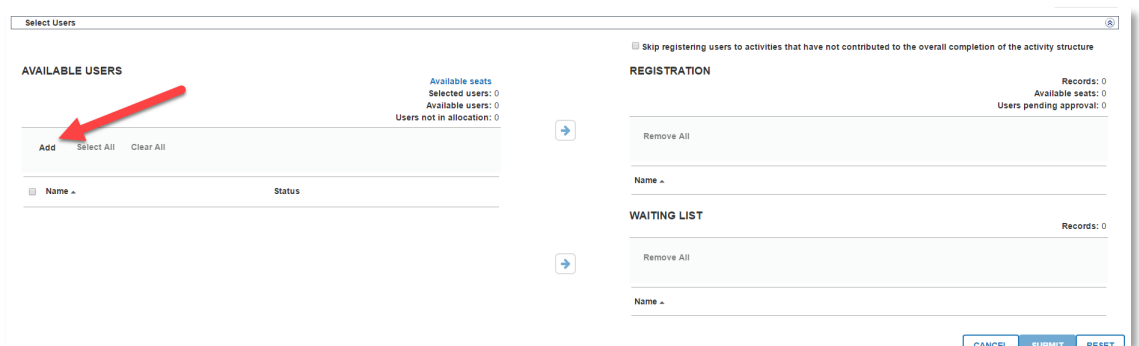 Select Users
Skip registering users to activities that have not contributed to the overall completion of the activity structure
AVAILABLE USERS
Available seats
Selected users: 0
Available users: 0
Users not in allocation: 0
Add Select All Clear All
Name Status
REGISTRATION
Records: 0
Available seats: 0
Users pending approval: 0
Remove All
Name
WAITING LIST
Records: 0
Remove All
Name
CANCEL SUBMIT RESET